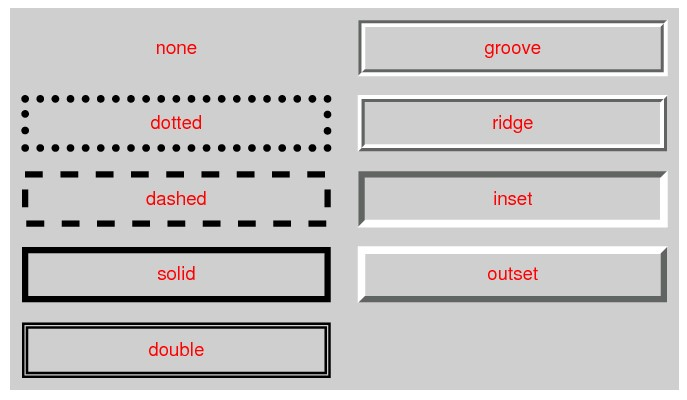 none
dotted
dashed
solid
double
groove
ridge
inset
outset